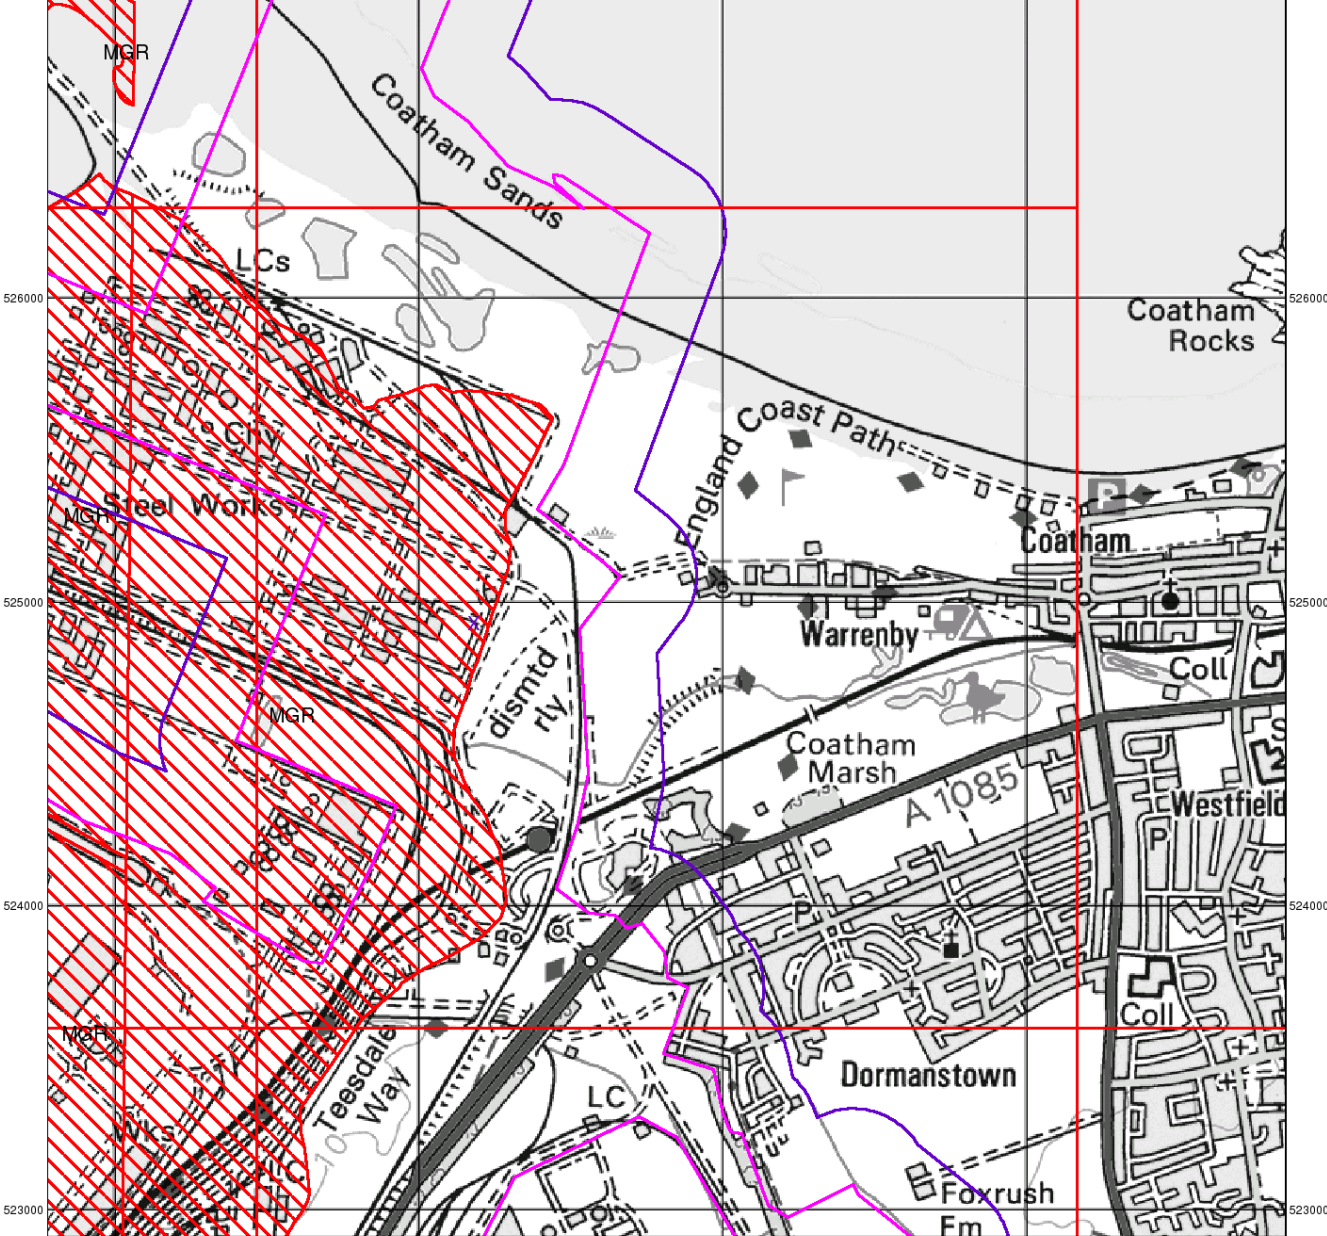 MGR
Coatham Sands
LCs
526000
526000
Coatham
Rocks
England Coast Path
City
Steel Works
MGR
P
Coatham
525000
525000
Warrenby
Coll
dismtd
rly
MGR
Coatham
Marsh
A 1085
Westfield
P
P
524000
524000
Coll
MGR
Teesdale
Way
LC
Dormanstown
Wks
10
LC
Foxrush
Fm
523000
523000